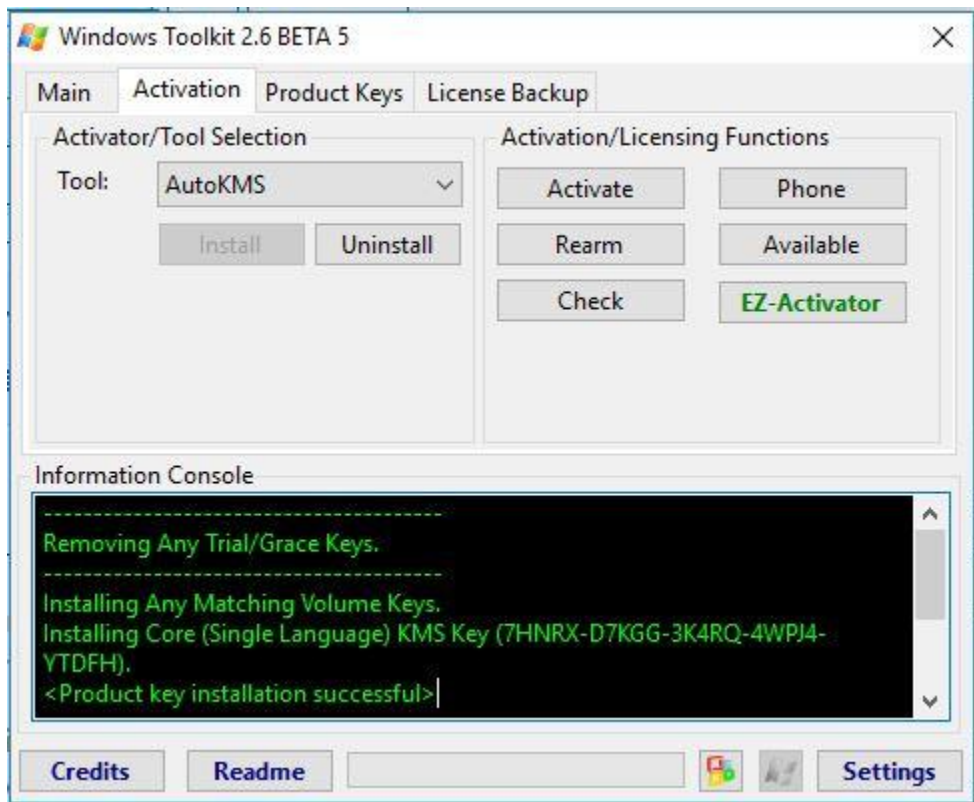 Windows Toolkit 2.6 BETA 5
Main Activation Product Keys License Backup
Activator/Tool Selection
Tool: AutoKMS
Install Uninstall
Activation/Licensing Functions
Activate Phone
Rearm Available
Check EZ-Activator
Information Console
----------------------------------------
Removing Any Trial/Grace Keys.
----------------------------------------
Installing Any Matching Volume Keys.
Installing Core (Single Language) KMS Key (7HNRX-D7KGG-3K4RQ-4WPJ4-
YTDFH).
<Product key installation successful>
Credits Readme Settings